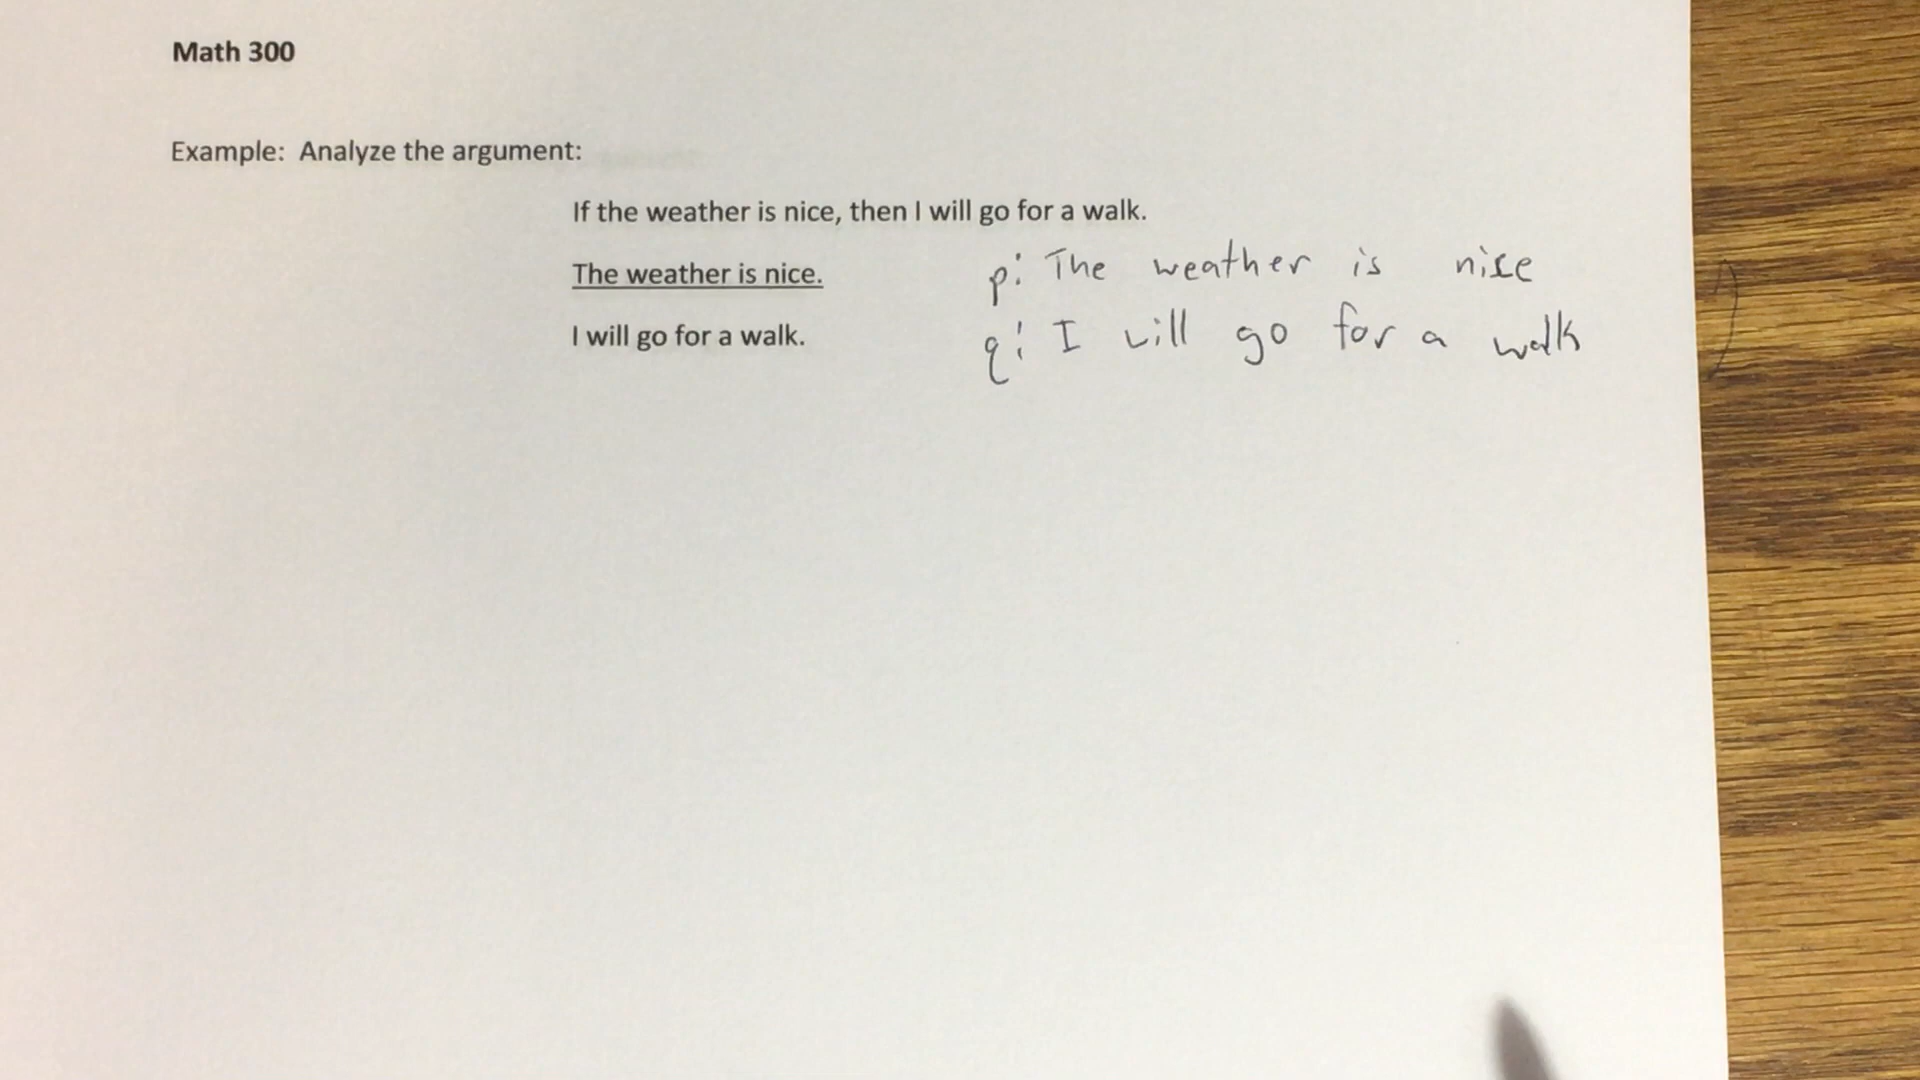 Math 300
Example: Analyze the argument:
If the weather is nice, then I will go for a walk.
The weather is nice.
p: The weather is nice
I will go for a walk.
q: I will go for a walk